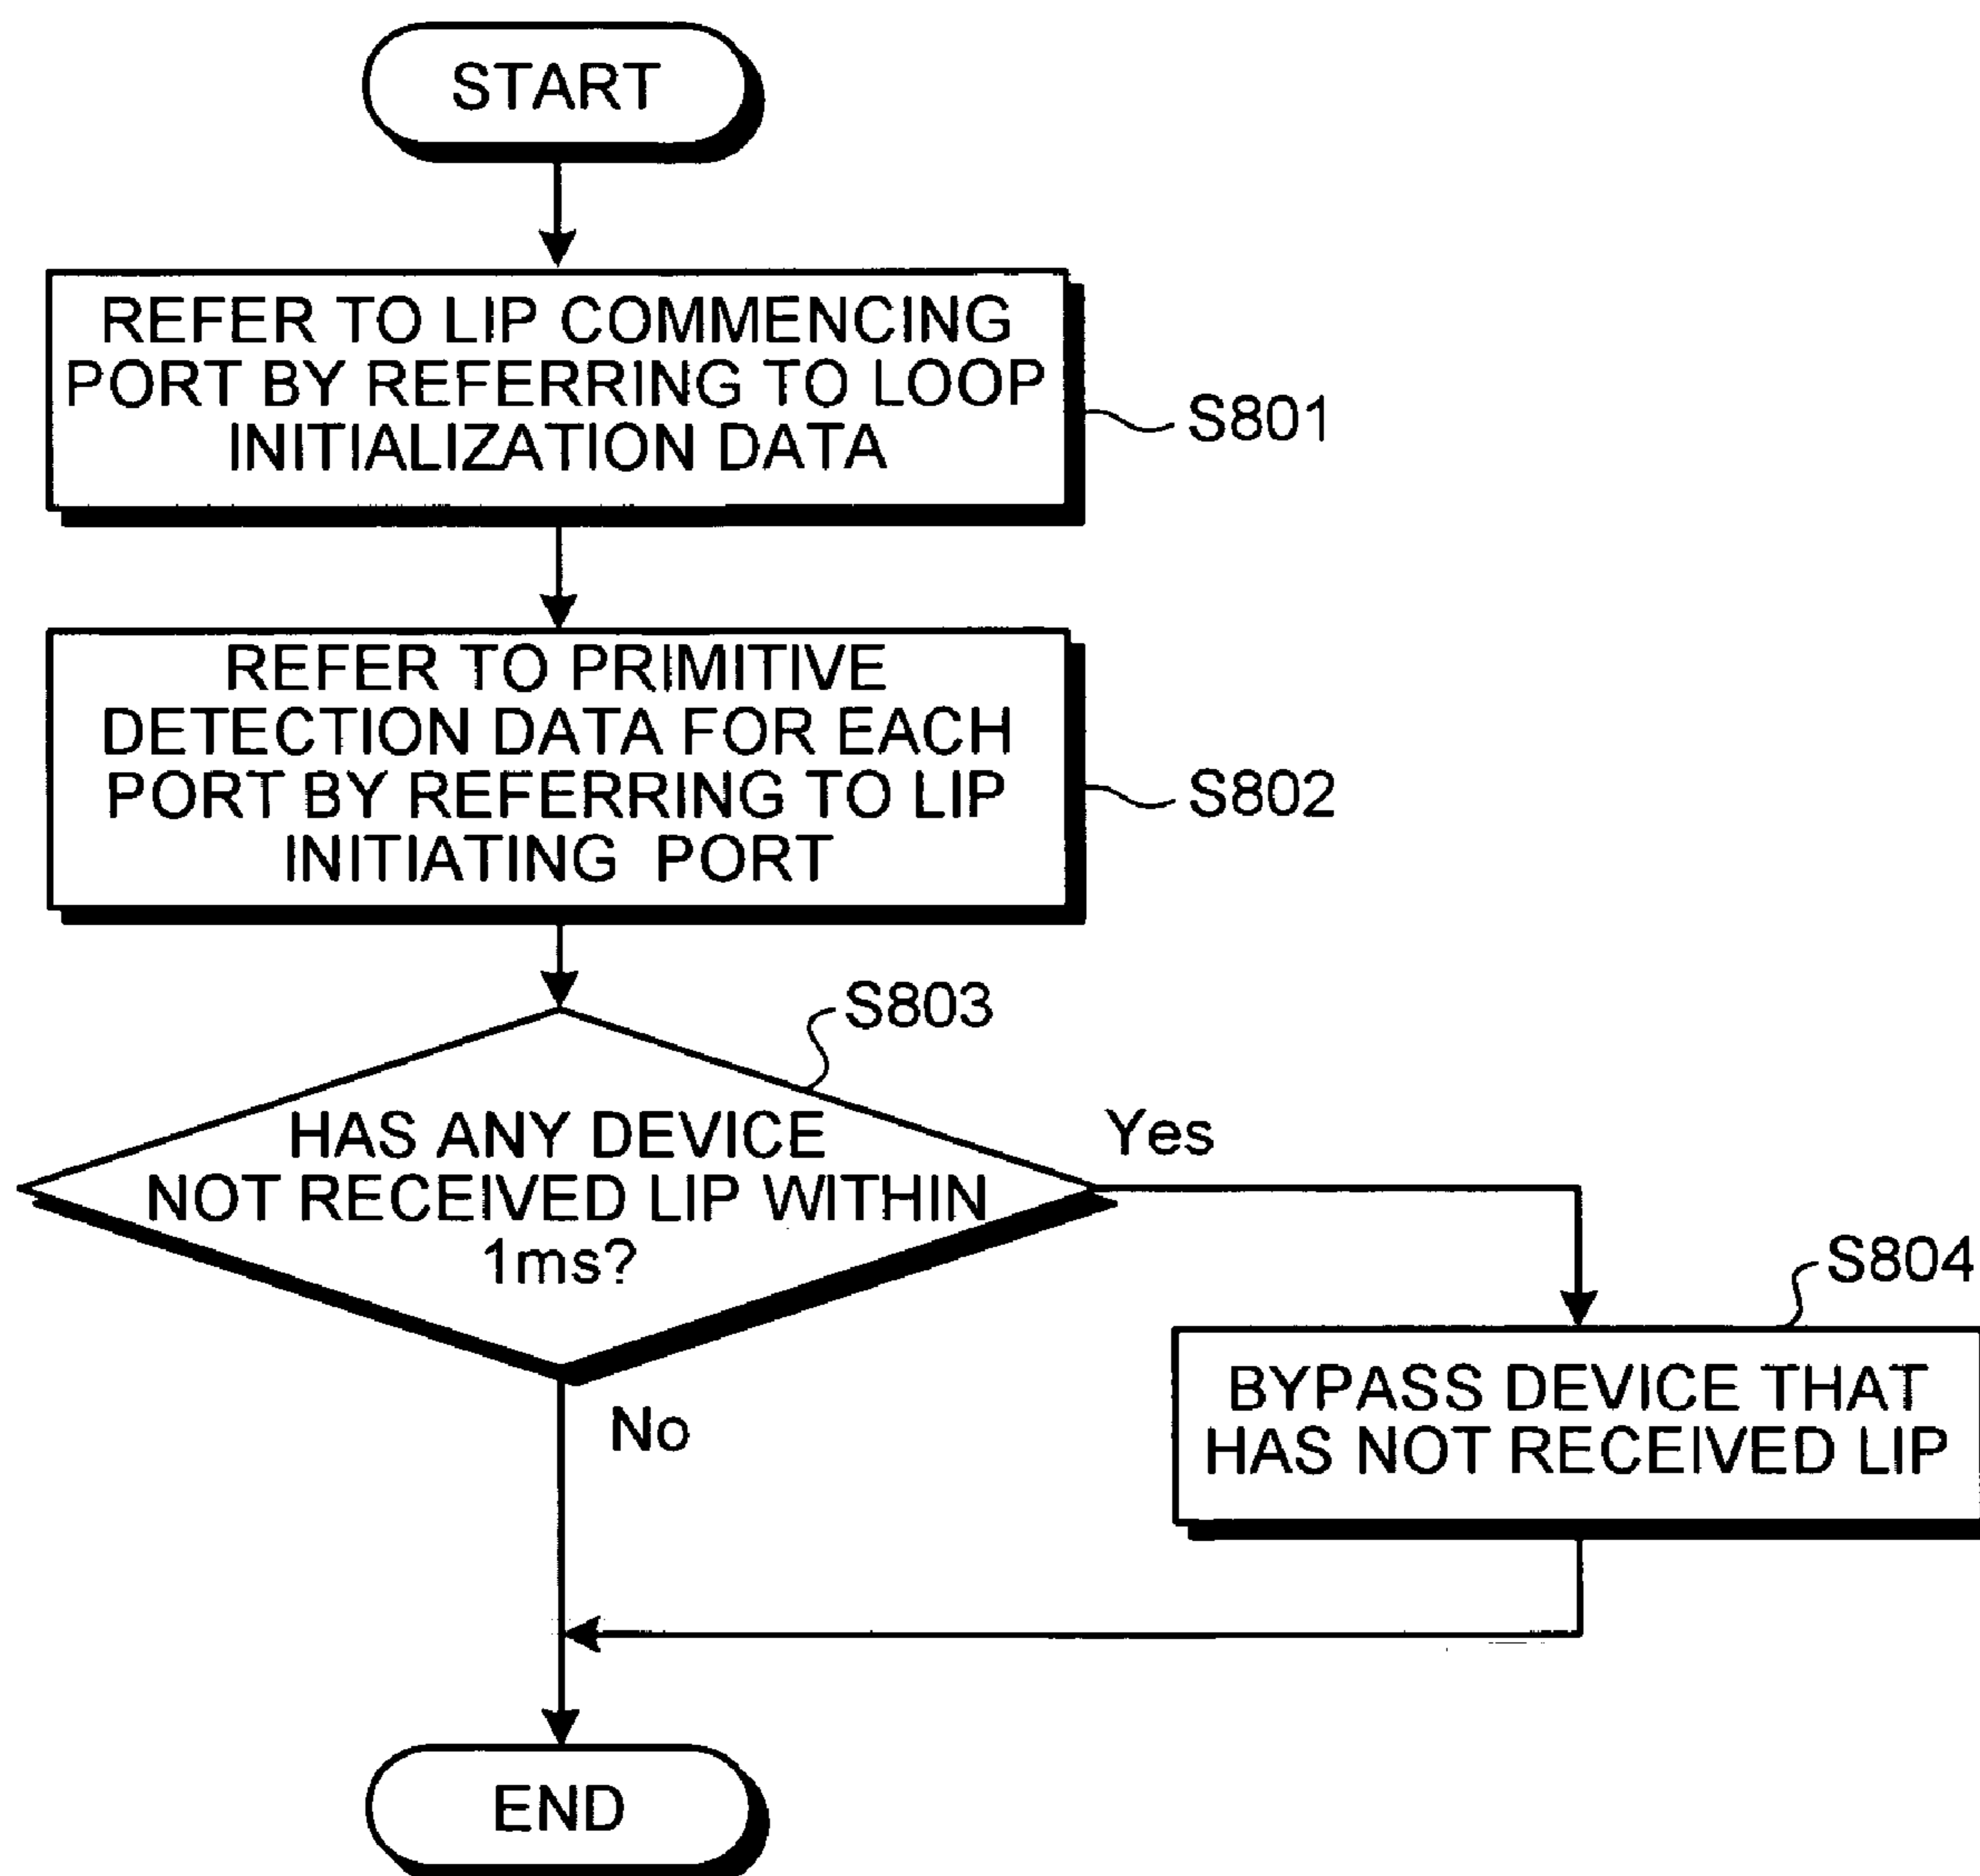 START
REFER TO LIP COMMENCING
PORT BY REFERRING TO LOOP
INITIALIZATION DATA
S801
REFER TO PRIMITIVE
DETECTION DATA FOR EACH
PORT BY REFERRING TO LIP
INITIATING PORT
S802
S803
HAS ANY DEVICE
NOT RECEIVED LIP WITHIN
1ms?
Yes
No
S804
BYPASS DEVICE THAT
HAS NOT RECEIVED LIP
END